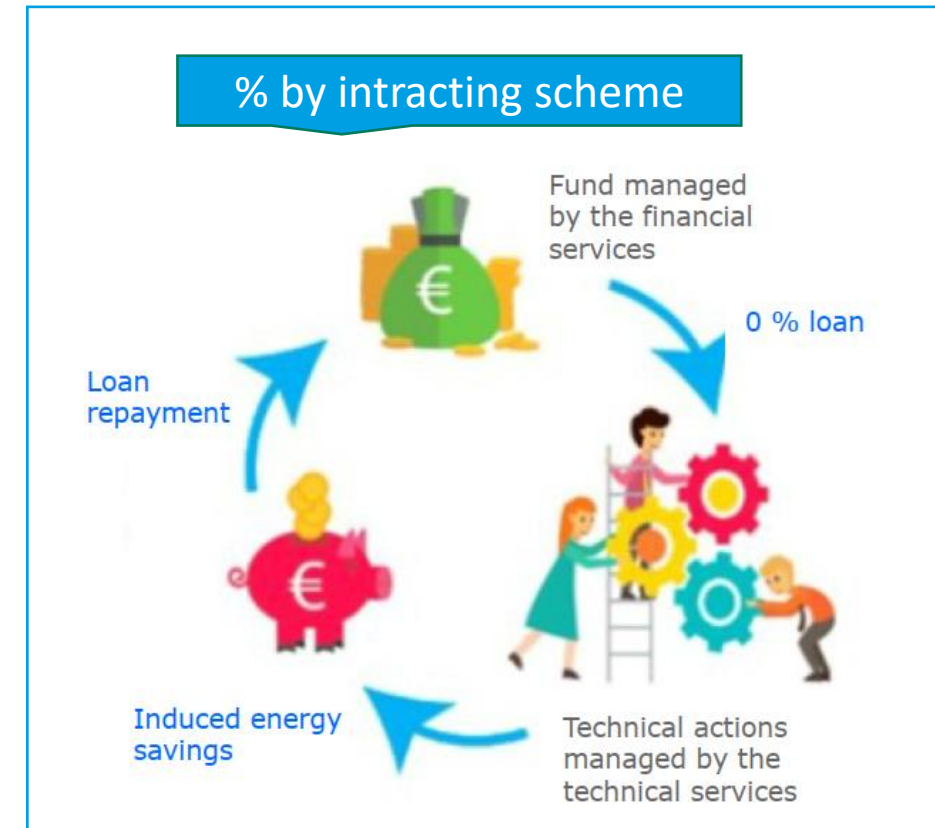 % by intracting scheme
Fund managed
by the financial
services
0 % loan
Loan
repayment
€
€
Induced energy
savings
Technical actions
managed by the
technical services